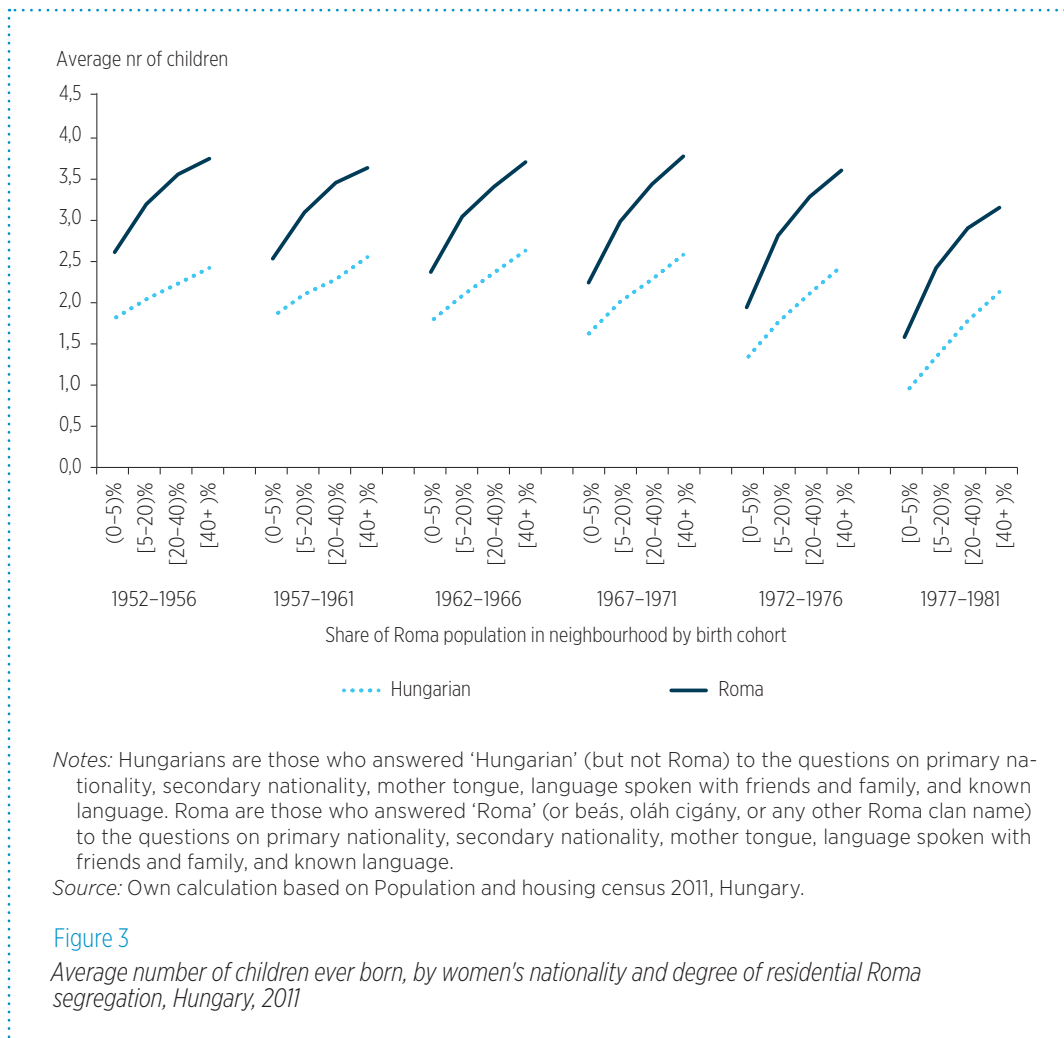 Average nr of children
4,5
4,0
3,5
3,0
2,5
2,0
1,5
1,0
0,5
0,0
(0–5)%
[5–20)%
[20–40)%
[40+ )%
(0–5)%
[5–20)%
[20–40)%
[40+ )%
(0–5)%
[5–20)%
[20–40)%
[40+ )%
(0–5)%
[5–20)%
[20–40)%
[40+ )%
[0–5)%
[5–20)%
[20–40)%
[40+ )%
[0–5)%
[5–20)%
[20–40)%
[40+ )%
1952–1956 1957–1961 1962–1966 1967–1971 1972–1976 1977–1981
Share of Roma population in neighbourhood by birth cohort
Hungarian Roma
Notes: Hungarians are those who answered ‘Hungarian’ (but not Roma) to the questions on primary na-
tionality, secondary nationality, mother tongue, language spoken with friends and family, and known
language. Roma are those who answered ‘Roma’ (or beás, oláh cigány, or any other Roma clan name)
to the questions on primary nationality, secondary nationality, mother tongue, language spoken with
friends and family, and known language.
Source: Own calculation based on Population and housing census 2011, Hungary.
Figure 3
Average number of children ever born, by women's nationality and degree of residential Roma
segregation, Hungary, 2011